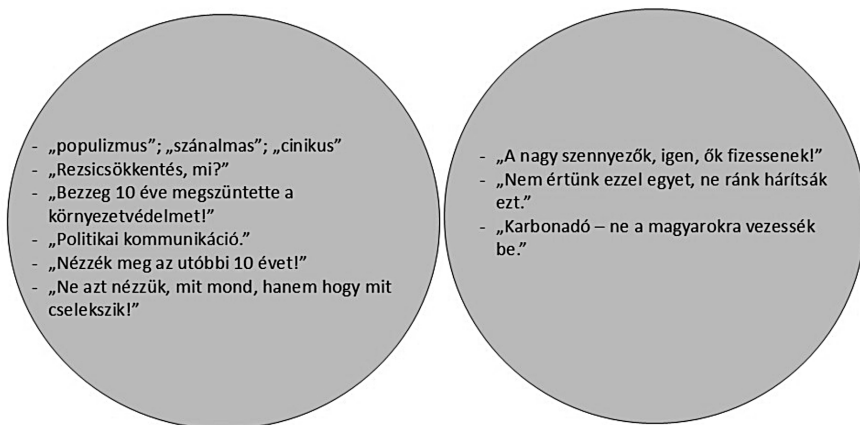 - „populizmus”; „szánalmas”; „cinikus”
- „Rezsicsökkentés, mi?”
- „Bezzeg 10 éve megszüntette a
környezetvédelmet!”
- „Politikai kommunikáció.”
- „Nézzék meg az utóbbi 10 évet!”
- „Ne azt nézzük, mit mond, hanem hogy mit
cselekszik!”
- „A nagy szennyezők, igen, ők fizessenek!”
- „Nem értünk ezzel egyet, ne ránk hárítsák
ezt.”
- „Karbonadó – ne a magyarokra vezessék
be.”